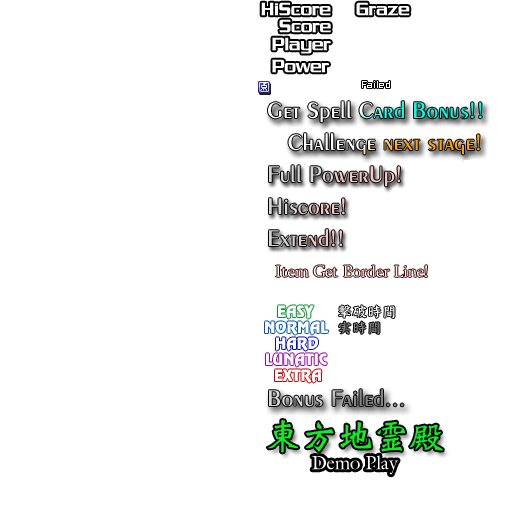 HiScore Graze
Score
Player
Power
Failed
Get Spell Card Bonus!!
Challenge next stage!
Full PowerUp!
Hiscore!
Extend!!
Item Get Border Line!
EASY 撃破時間
NORMAL 実時間
HARD
LUNATIC
EXTRA
Bonus Failed...
東方地霊殿
Demo Play